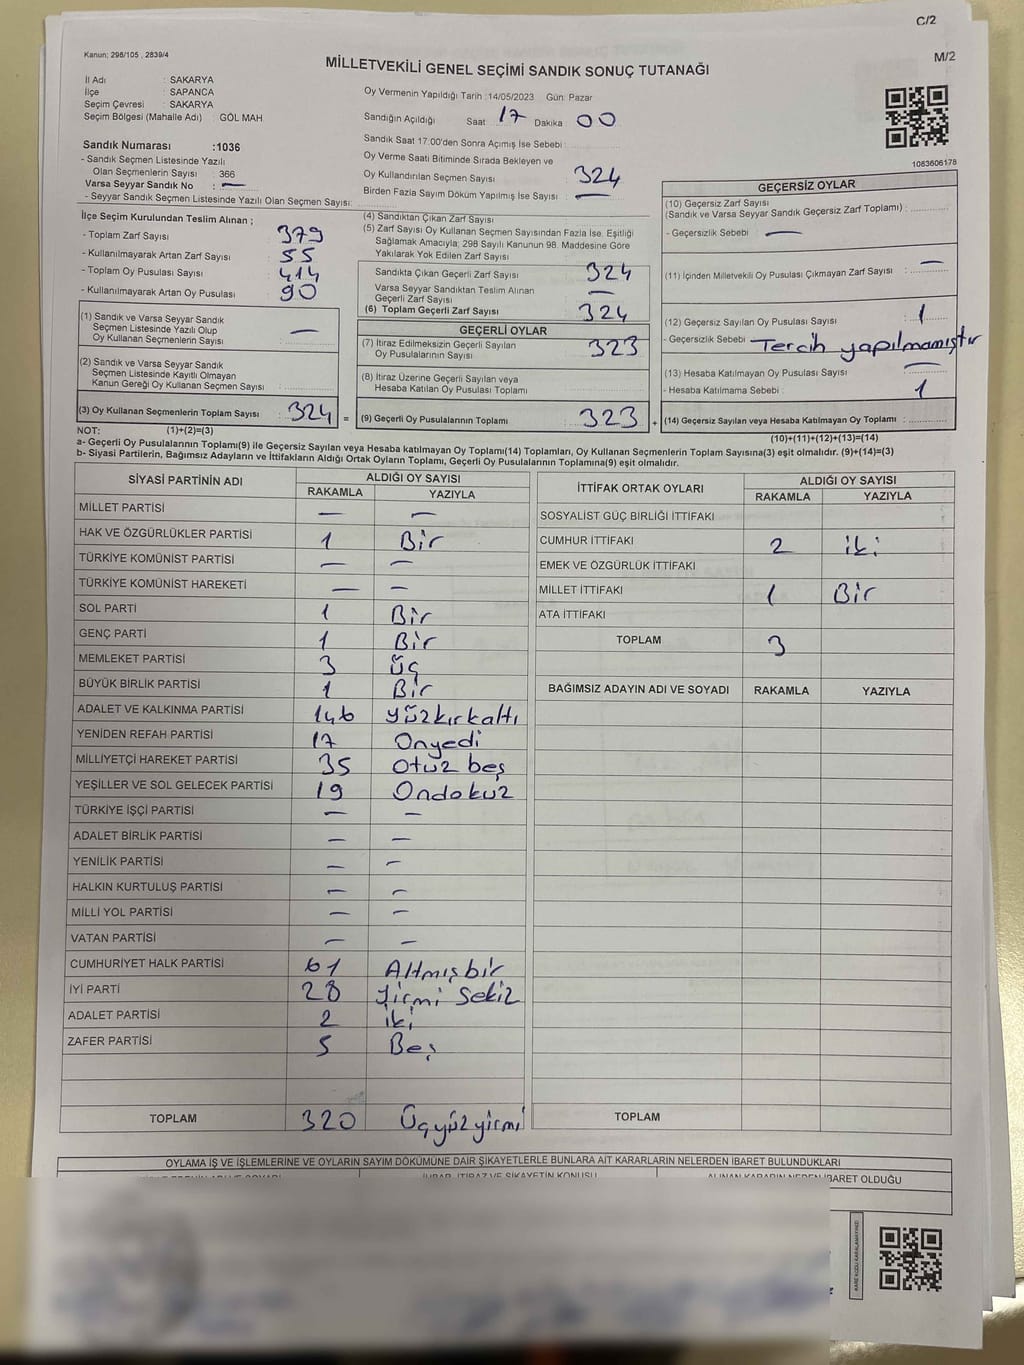 C/2
Kanun; 298/105 , 2839/4
MİLLETVEKİLİ GENEL SEÇİMİ SANDIK SONUÇ TUTANAĞI
M/2
İl Adı : SAKARYA
İlçe : SAPANCA
Seçim Çevresi : SAKARYA
Seçim Bölgesi (Mahalle Adı) : GÖL MAH.
Oy Vermenin Yapıldığı Tarih :14/05/2023 Gün: Pazar
Sandığın Açıldığı Saat 17 Dakika 00
Sandık Saat 17:00'den Sonra Açımış İse Sebebi :
Oy Verme Saati Bitiminde Sırada Bekleyen ve
Oy Kullandırılan Seçmen Sayısı 324
Birden Fazla Sayım Döküm Yapılmış İse Sayısı : —
1083606178
Sandık Numarası :1036
- Sandık Seçmen Listesinde Yazılı
Olan Seçmenlerin Sayısı : 366
Varsa Seyyar Sandık No : —
- Seyyar Sandık Seçmen Listesinde Yazılı Olan Seçmen Sayısı:
İlçe Seçim Kurulundan Teslim Alınan ;
- Toplam Zarf Sayısı 379
- Kullanılmayarak Artan Zarf Sayısı 55
- Toplam Oy Pusulası Sayısı 414
- Kullanılmayarak Artan Oy Pusulası 90
(1) Sandık ve Varsa Seyyar Sandık
Seçmen Listesinde Yazılı Olup
Oy Kullanan Seçmenlerin Sayısı : —
(2) Sandık ve Varsa Seyyar Sandık
Seçmen Listesinde Kayıtlı Olmayan
Kanun Gereği Oy Kullanan Seçmen Sayısı :
(3) Oy Kullanan Seçmenlerin Toplam Sayısı : 324 =
(4) Sandıktan Çıkan Zarf Sayısı
(5) Zarf Sayısı Oy Kullanan Seçmen Sayısından Fazla İse, Eşitliği
Sağlamak Amacıyla; 298 Sayılı Kanunun 98. Maddesine Göre
Yakılarak Yok Edilen Zarf Sayısı :
Sandıkta Çıkan Geçerli Zarf Sayısı 324
Varsa Seyyar Sandıktan Teslim Alınan
Geçerli Zarf Sayısı —
(6) Toplam Geçerli Zarf Sayısı 324
GEÇERLİ OYLAR
(7) İtiraz Edilmeksizin Geçerli Sayılan
Oy Pusulalarının Sayısı 323
(8) İtiraz Üzerine Geçerli Sayılan veya
Hesaba Katılan Oy Pusulası Toplamı
(9) Geçerli Oy Pusulalarının Toplamı 323 +
GEÇERSİZ OYLAR
(10) Geçersiz Zarf Sayısı
(Sandık ve Varsa Seyyar Sandık Geçersiz Zarf Toplamı) :
- Geçersizlik Sebebi : —
(11) İçinden Milletvekili Oy Pusulası Çıkmayan Zarf Sayısı : —
(12) Geçersiz Sayılan Oy Pusulası Sayısı : 1
- Geçersizlik Sebebi : Tercih yapılmamıştır
(13) Hesaba Katılmayan Oy Pusulası Sayısı : —
- Hesaba Katılmama Sebebi : 1
(14) Geçersiz Sayılan veya Hesaba Katılmayan Oy Toplamı :
NOT: (1)+(2)=(3) (10)+(11)+(12)+(13)=(14)
a- Geçerli Oy Pusulalarının Toplamı(9) ile Geçersiz Sayılan veya Hesaba katılmayan Oy Toplamı(14) Toplamları, Oy Kullanan Seçmenlerin Toplam Sayısına(3) eşit olmalıdır. (9)+(14)=(3)
b- Siyasi Partilerin, Bağımsız Adayların ve İttifakların Aldığı Ortak Oyların Toplamı, Geçerli Oy Pusulalarının Toplamına(9) eşit olmalıdır.
SİYASİ PARTİNİN ADI ALDIĞI OY SAYISI
RAKAMLA YAZIYLA
MİLLET PARTİSİ — —
HAK VE ÖZGÜRLÜKLER PARTİSİ 1 Bir
TÜRKİYE KOMÜNİST PARTİSİ — —
TÜRKİYE KOMÜNİST HAREKETİ — —
SOL PARTİ 1 Bir
GENÇ PARTİ 1 Bir
MEMLEKET PARTİSİ 3 üç
BÜYÜK BİRLİK PARTİSİ 1 Bir
ADALET VE KALKINMA PARTİSİ 146 yüzkırkaltı
YENİDEN REFAH PARTİSİ 17 Onyedi
MİLLİYETÇİ HAREKET PARTİSİ 35 otuz beş
YEŞİLLER VE SOL GELECEK PARTİSİ 19 Ondokuz
TÜRKİYE İŞÇİ PARTİSİ — —
ADALET BİRLİK PARTİSİ — —
YENİLİK PARTİSİ — —
HALKIN KURTULUŞ PARTİSİ — —
MİLLİ YOL PARTİSİ — —
VATAN PARTİSİ — —
CUMHURİYET HALK PARTİSİ 61 Altmışbir
İYİ PARTİ 28 yirmi sekiz
ADALET PARTİSİ 2 iki
ZAFER PARTİSİ 5 Beş
TOPLAM 320 Üçyüzyirmi
İTTİFAK ORTAK OYLARI ALDIĞI OY SAYISI
RAKAMLA YAZIYLA
SOSYALİST GÜÇ BİRLİĞİ İTTİFAKI
CUMHUR İTTİFAKI 2 iki
EMEK VE ÖZGÜRLÜK İTTİFAKI
MİLLET İTTİFAKI 1 Bir
ATA İTTİFAKI
TOPLAM 3
BAĞIMSIZ ADAYIN ADI VE SOYADI RAKAMLA YAZIYLA
TOPLAM
OYLAMA İŞ VE İŞLEMLERİNE VE OYLARIN SAYIM DÖKÜMÜNE DAİR ŞİKAYETLERLE BUNLARA AİT KARARLARIN NELERDEN İBARET BULUNDUKLARI
İHBAR, İTİRAZ VE ŞİKAYETİN KONUSU ALINAN KARARIN NEDEN İBARET OLDUĞU